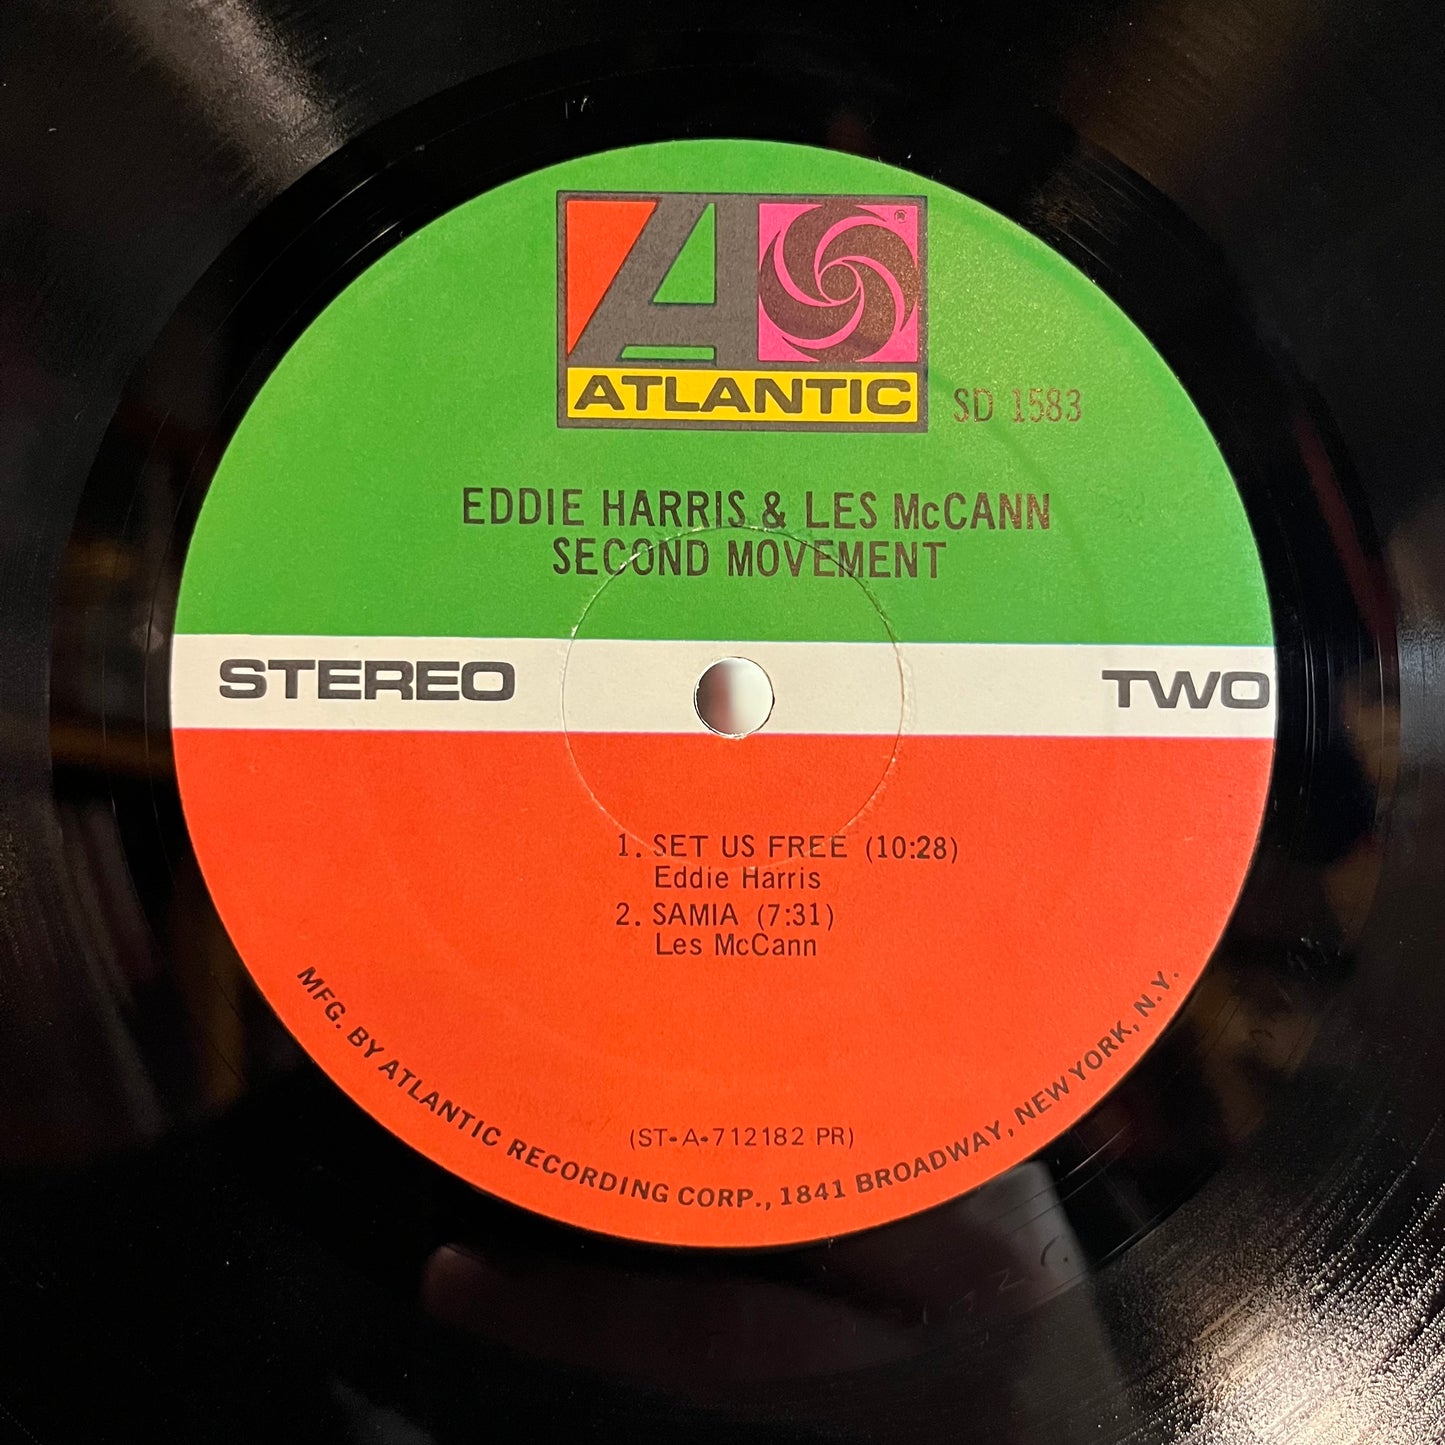 ®
ATLANTIC
SD 1583
EDDIE HARRIS & LES McCANN
SECOND MOVEMENT
STEREO
TWO
1. SET US FREE (10:28)
Eddie Harris
2. SAMIA (7:31)
Les McCann
(ST-A-712182 PR)
MFG. BY ATLANTIC RECORDING CORP., 1841 BROADWAY, NEW YORK, N.Y.